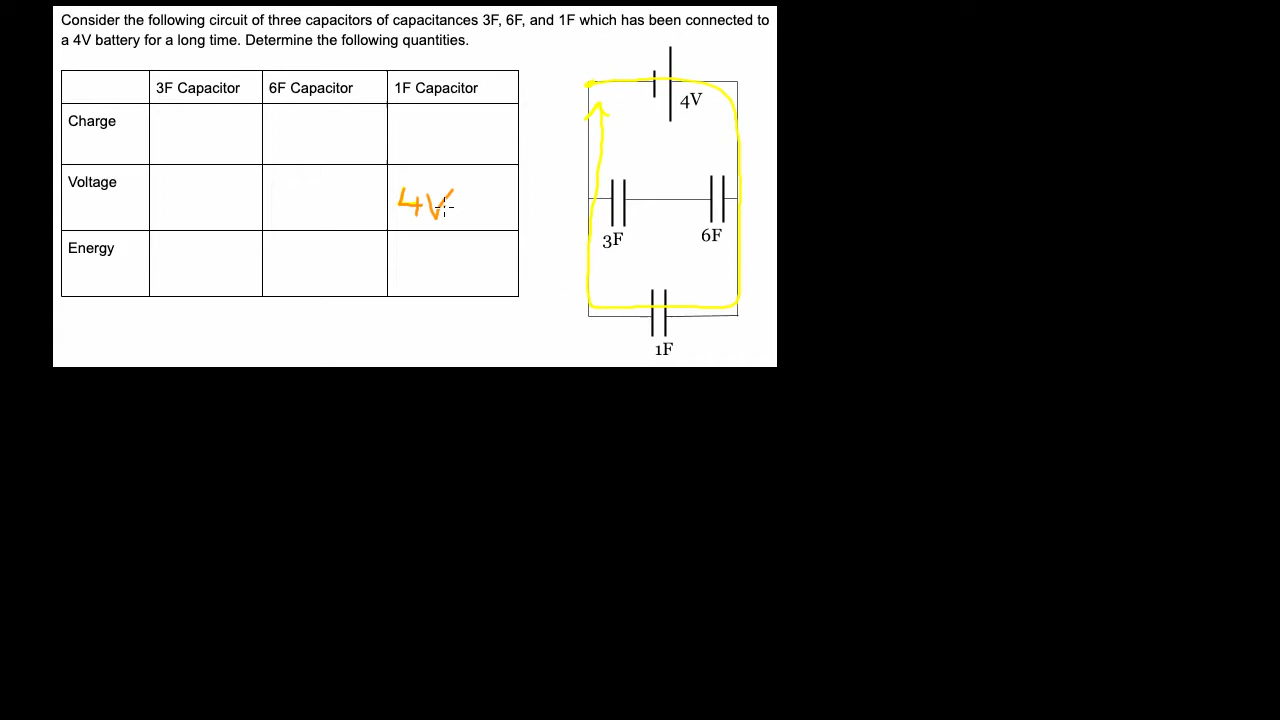 Consider the following circuit of three capacitors of capacitances 3F, 6F, and 1F which has been connected to
a 4V battery for a long time. Determine the following quantities.
3F Capacitor 6F Capacitor 1F Capacitor
Charge
Voltage 4V
Energy
4V
3F
6F
1F